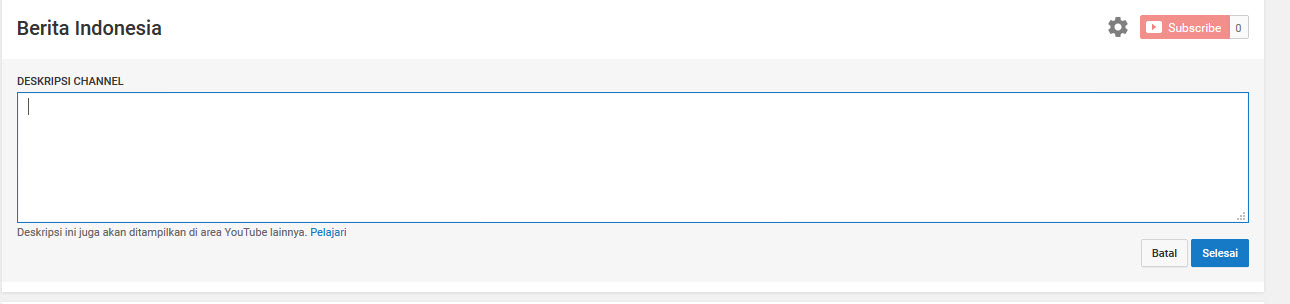 Berita Indonesia
Subscribe 0
DESKRIPSI CHANNEL
Deskripsi ini juga akan ditampilkan di area YouTube lainnya. Pelajari
Batal Selesai